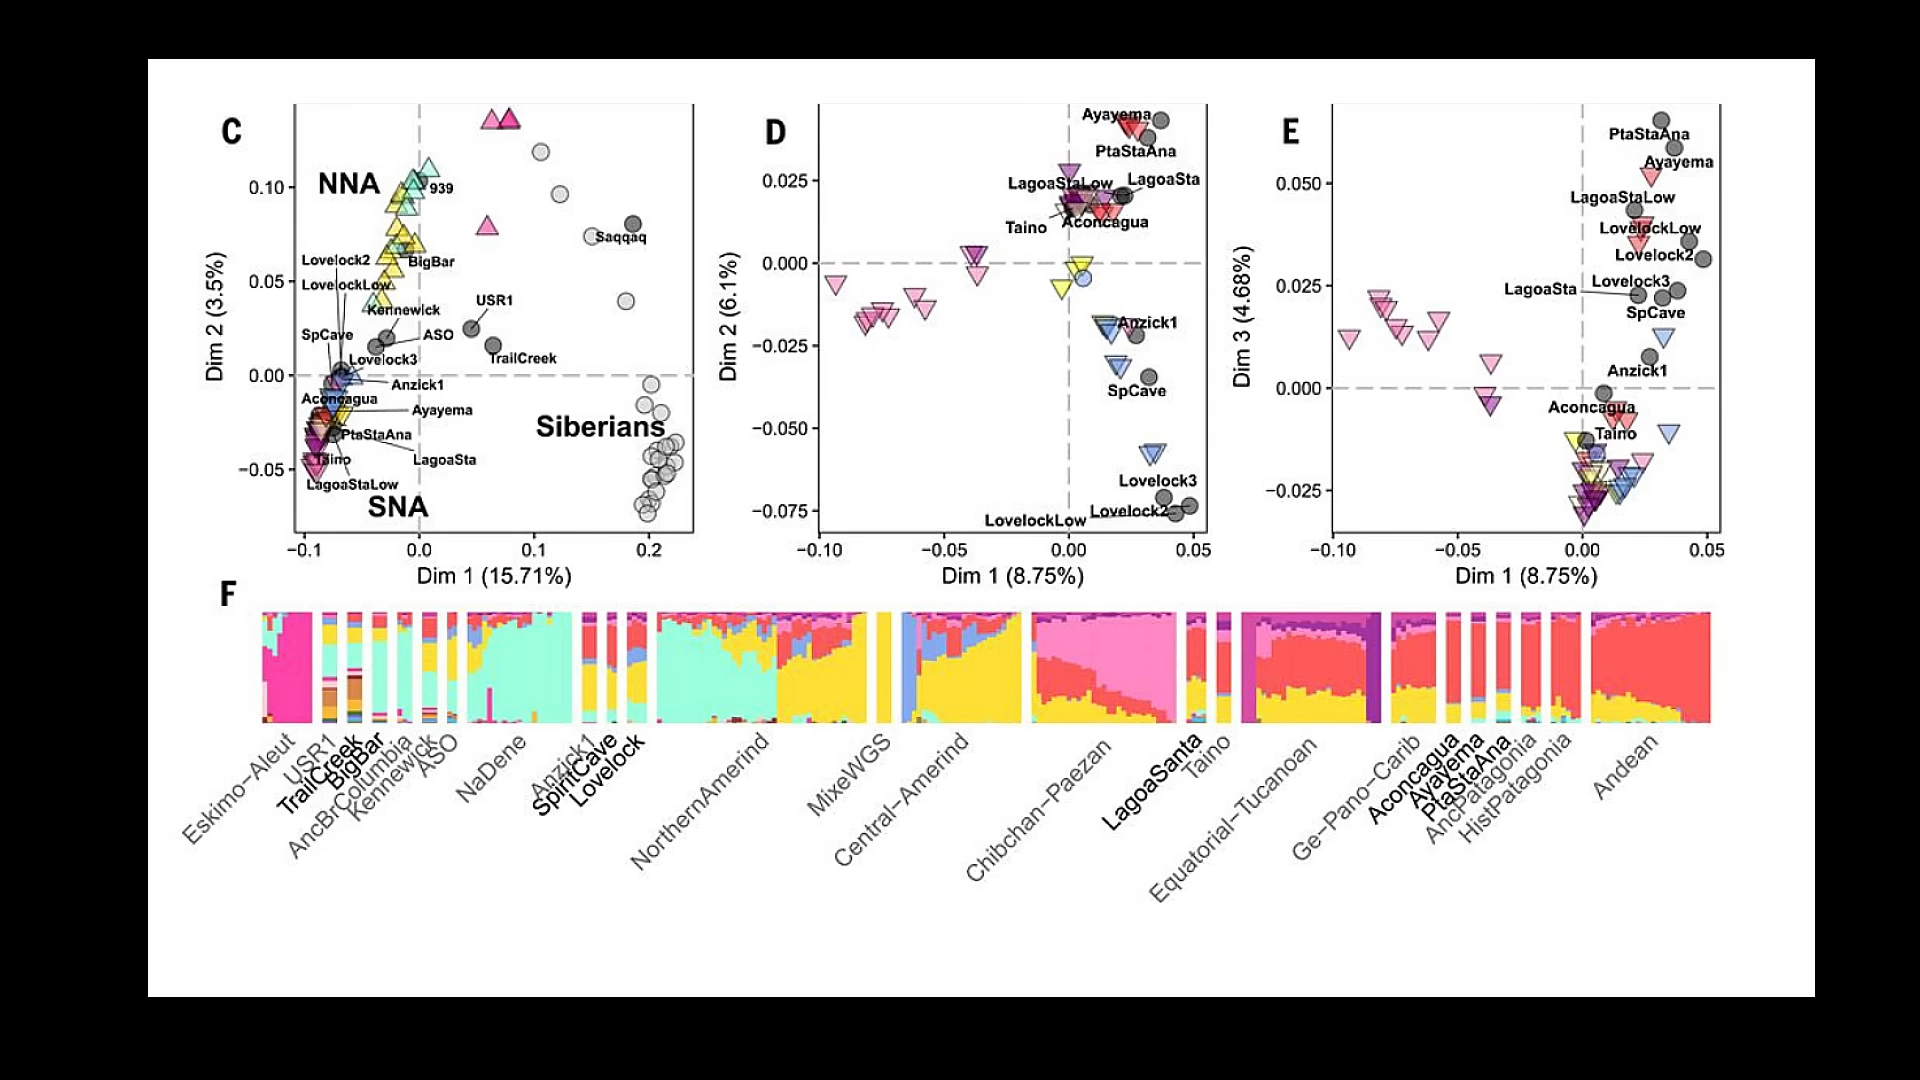 C
NNA
939
Saqqaq
Lovelock2
BigBar
LovelockLow
Kennewick
USR1
SpCave
ASO
Lovelock3
TrailCreek
Anzick1
Aconcagua
Ayayema
Siberians
PtaStaAna
Taino
LagoaSta
LagoaStaLow
SNA
0.10
0.05
0.00
−0.05
−0.1
0.0
0.1
0.2
Dim 2 (3.5%)
Dim 1 (15.71%)
D
Ayayema
PtaStaAna
LagoaStaLow
LagoaSta
Taino
Aconcagua
Anzick1
SpCave
Lovelock3
Lovelock2
LovelockLow
0.025
0.000
−0.025
−0.050
−0.075
−0.10
−0.05
0.00
0.05
Dim 2 (6.1%)
Dim 1 (8.75%)
E
PtaStaAna
Ayayema
LagoaStaLow
LovelockLow
Lovelock2
Lovelock3
LagoaSta
SpCave
Anzick1
Aconcagua
Taino
0.050
0.025
0.000
−0.025
−0.10
−0.05
0.00
0.05
Dim 3 (4.68%)
Dim 1 (8.75%)
F
Eskimo−Aleut
USR1
TrailCreek
BigBar
AncBrColumbia
Kennewick
ASO
NaDene
Anzick1
SpiritCave
Lovelock
NorthernAmerind
MixeWGS
Central−Amerind
Chibchan−Paezan
LagoaSanta
Taino
Equatorial−Tucanoan
Ge−Pano−Carib
Aconcagua
Ayayema
PtaStaAna
AncPatagonia
HistPatagonia
Andean